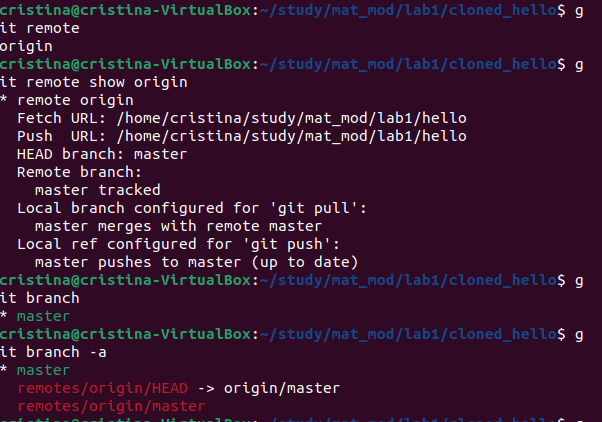 cristina@cristina-VirtualBox:~/study/mat_mod/lab1/cloned_hello$ g
it remote
origin
cristina@cristina-VirtualBox:~/study/mat_mod/lab1/cloned_hello$ g
it remote show origin
* remote origin
  Fetch URL: /home/cristina/study/mat_mod/lab1/hello
  Push  URL: /home/cristina/study/mat_mod/lab1/hello
  HEAD branch: master
  Remote branch:
    master tracked
  Local branch configured for 'git pull':
    master merges with remote master
  Local ref configured for 'git push':
    master pushes to master (up to date)
cristina@cristina-VirtualBox:~/study/mat_mod/lab1/cloned_hello$ g
it branch
* master
cristina@cristina-VirtualBox:~/study/mat_mod/lab1/cloned_hello$ g
it branch -a
* master
  remotes/origin/HEAD -> origin/master
  remotes/origin/master